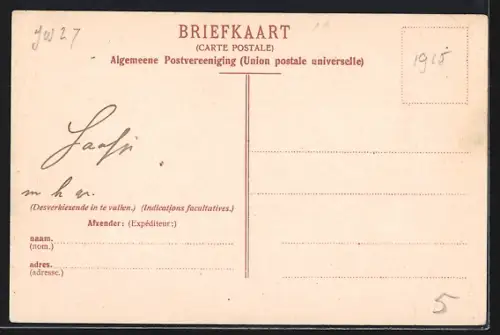 JW27
BRIEFKAART
(CARTE POSTALE)
Algemeene Postvereeniging (Union postale universelle)
1915
m h gr.
(Desverkiezende in te vullen.) (Indications facultatives.)
Afzender: (Expéditeur:)
naam.
(nom.)
adres.
(adresse.)
5